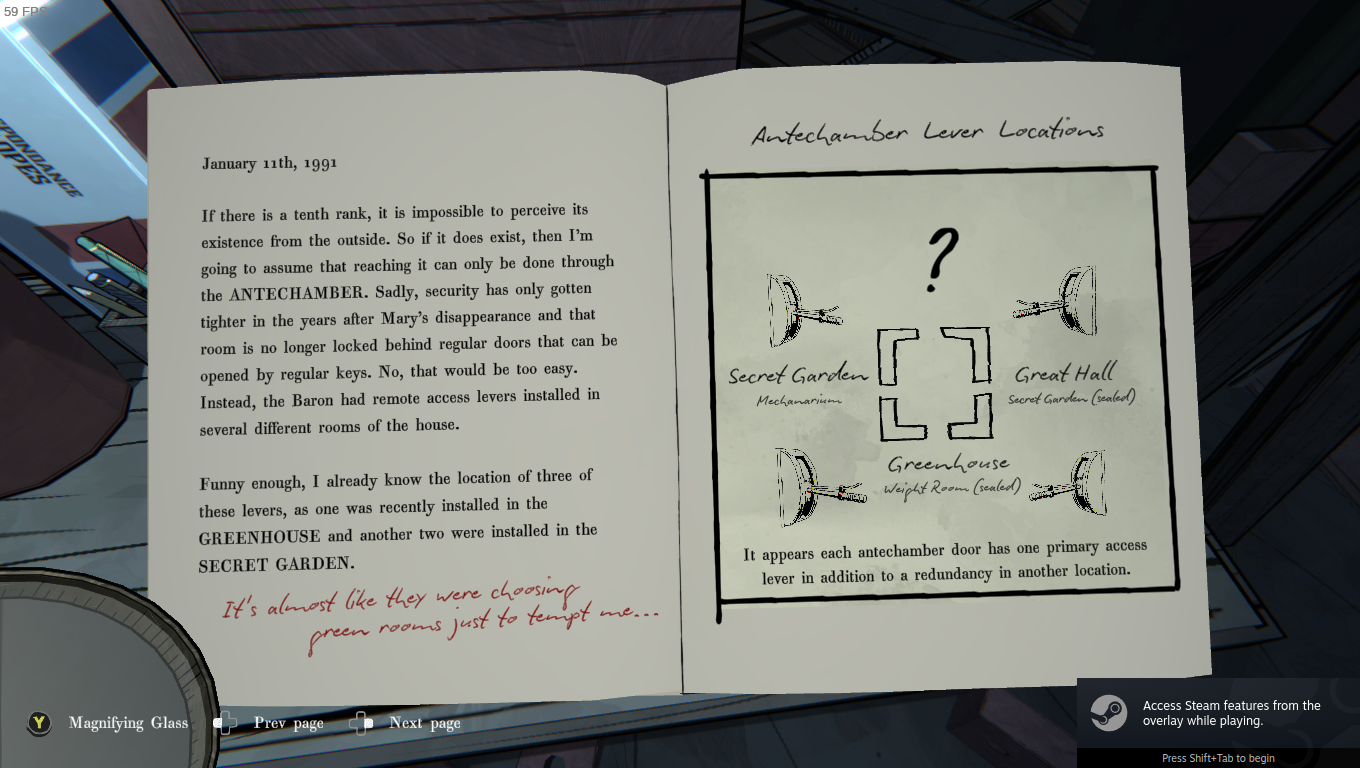 59 FPS
January 11th, 1991
If there is a tenth rank, it is impossible to perceive its
existence from the outside. So if it does exist, then I'm
going to assume that reaching it can only be done through
the ANTECHAMBER. Sadly, security has only gotten
tighter in the years after Mary's disappearance and that
room is no longer locked behind regular doors that can be
opened by regular keys. No, that would be too easy.
Instead, the Baron had remote access levers installed in
several different rooms of the house.
Funny enough, I already know the location of three of
these levers, as one was recently installed in the
GREENHOUSE and another two were installed in the
SECRET GARDEN.
It's almost like they were choosing
green rooms just to tempt me...
Antechamber Lever Locations
?
Secret Garden
Mechanarium
Great Hall
Secret Garden (sealed)
Greenhouse
Weight Room (sealed)
It appears each antechamber door has one primary access
lever in addition to a redundancy in another location.
Y Magnifying Glass
Prev page
Next page
Access Steam features from the
overlay while playing.
Press Shift+Tab to begin